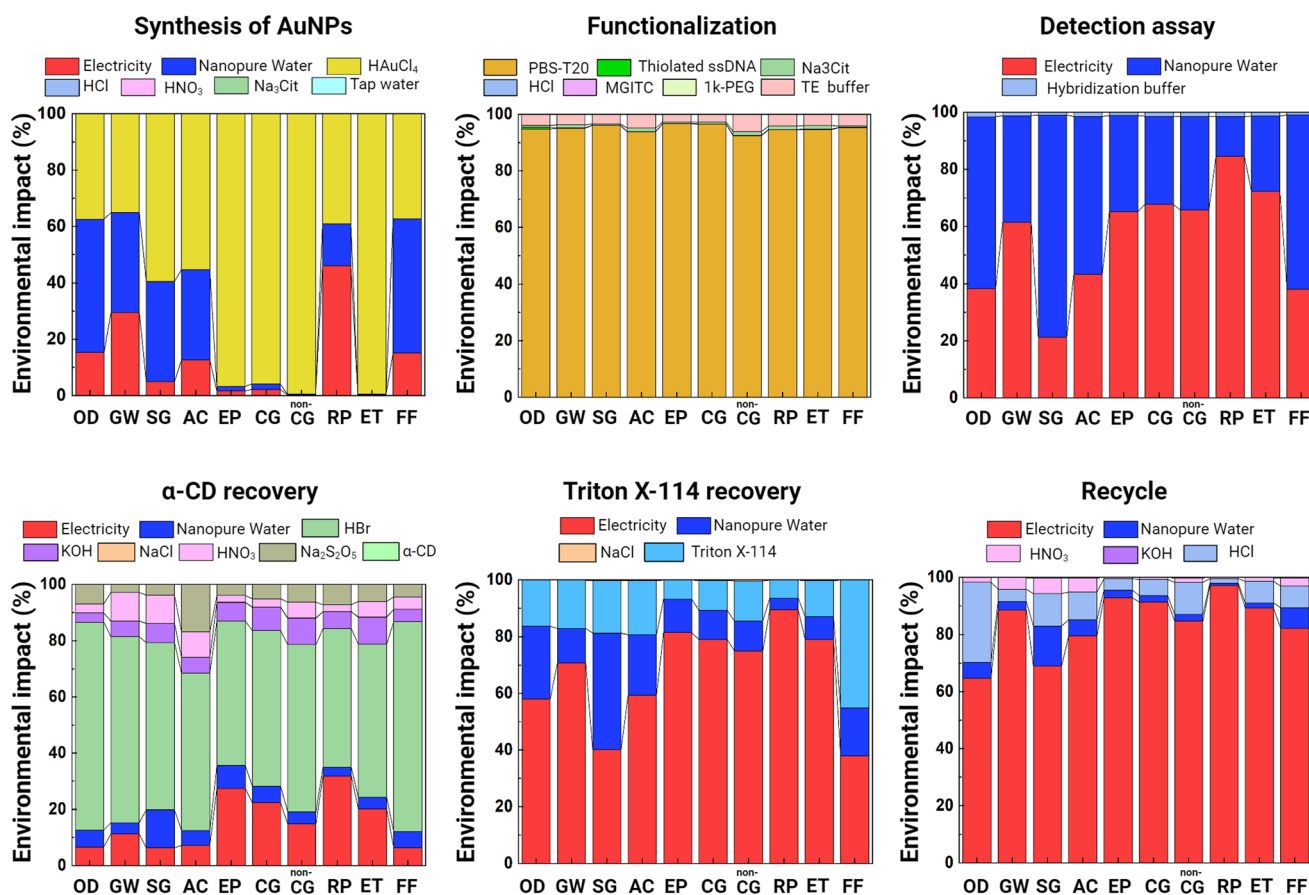 Synthesis of AuNPs
Electricity Nanopure Water HAuCl₄
HCl HNO₃ Na₃Cit Tap water
Environmental impact (%)
100
80
60
40
20
0
OD GW SG AC EP CG non-CG RP ET FF
Functionalization
PBS-T20 Thiolated ssDNA Na3Cit
HCl MGITC 1k-PEG TE buffer
Environmental impact (%)
100
80
60
40
20
0
OD GW SG AC EP CG non-CG RP ET FF
Detection assay
Electricity Nanopure Water
Hybridization buffer
Environmental impact (%)
100
80
60
40
20
0
OD GW SG AC EP CG non-CG RP ET FF
α-CD recovery
Electricity Nanopure Water HBr
KOH NaCl HNO₃ Na₂S₂O₅ α-CD
Environmental impact (%)
100
80
60
40
20
0
OD GW SG AC EP CG non-CG RP ET FF
Triton X-114 recovery
Electricity Nanopure Water
NaCl Triton X-114
Environmental impact (%)
100
80
60
40
20
0
OD GW SG AC EP CG non-CG RP ET FF
Recycle
Electricity Nanopure Water
HNO₃ KOH HCl
Environmental impact (%)
100
80
60
40
20
0
OD GW SG AC EP CG non-CG RP ET FF